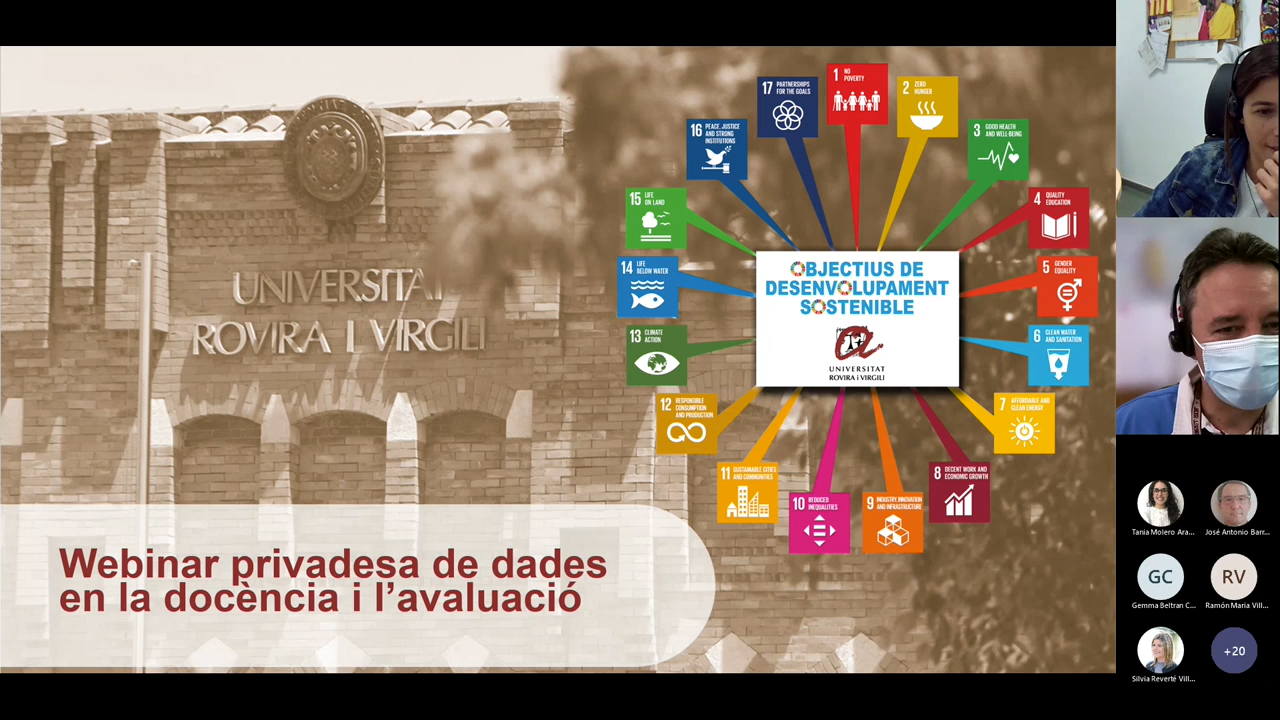 UNIVERSITA
ROVIRA I VIRGILI
Webinar privadesa de dades
en la docència i l'avaluació
OBJECTIUS DE
DESENVOLUPAMENT
SOSTENIBLE
UNIVERSITAT
ROVIRA i VIRGILI
1 NO
POVERTY
2 ZERO
HUNGER
3 GOOD HEALTH
AND WELL-BEING
4 QUALITY
EDUCATION
5 GENDER
EQUALITY
6 CLEAN WATER
AND SANITATION
7 AFFORDABLE AND
CLEAN ENERGY
8 DECENT WORK AND
ECONOMIC GROWTH
9 INDUSTRY, INNOVATION
AND INFRASTRUCTURE
10 REDUCED
INEQUALITIES
11 SUSTAINABLE CITIES
AND COMMUNITIES
12 RESPONSIBLE
CONSUMPTION
AND PRODUCTION
13 CLIMATE
ACTION
14 LIFE
BELOW WATER
15 LIFE
ON LAND
16 PEACE, JUSTICE
AND STRONG
INSTITUTIONS
17 PARTNERSHIPS
FOR THE GOALS
Tania Molero Ara...
José Antonio Barr...
GC
RV
Gemma Beltran C...
Ramón Maria Vill...
+20
Silvia Reverté Vill...